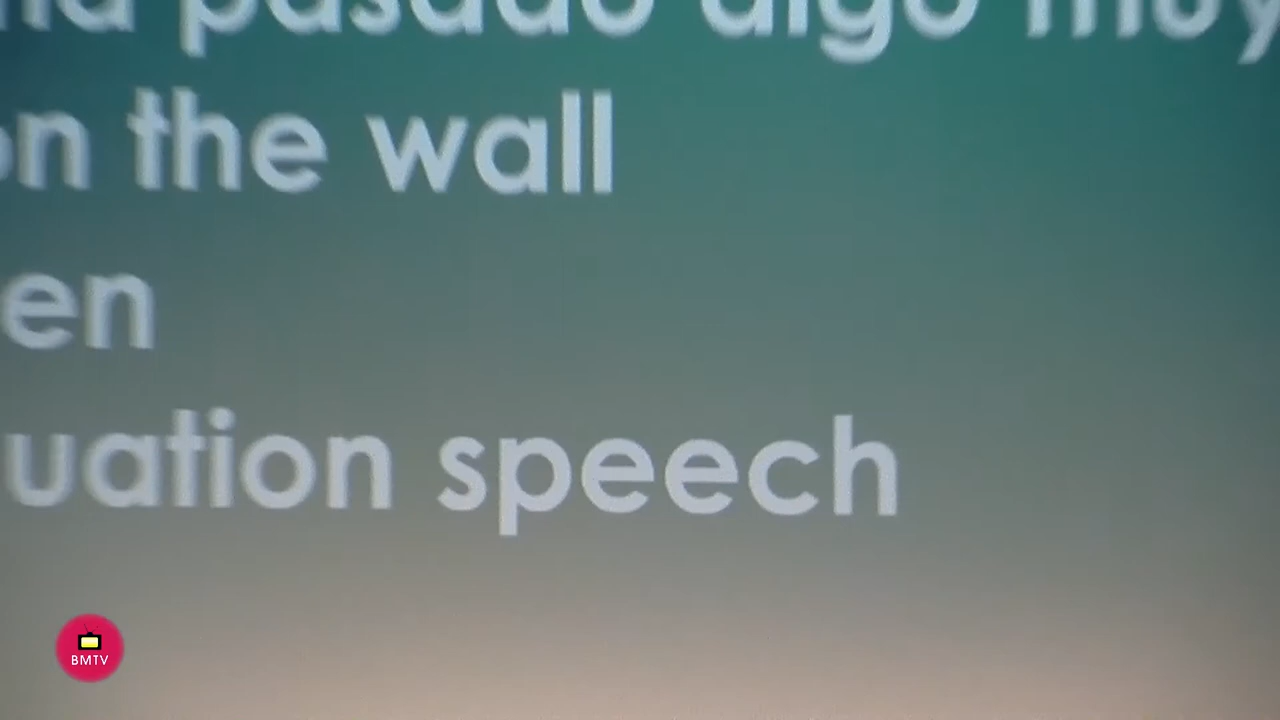 pasado algo muy
on the wall
en
uation speech
BMTV